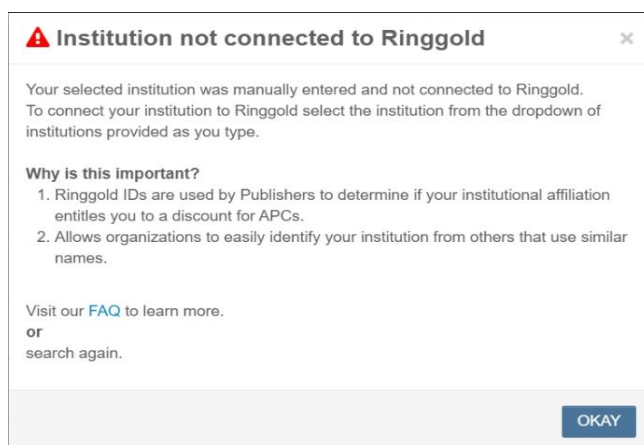 Institution not connected to Ringgold
×
Your selected institution was manually entered and not connected to Ringgold.
To connect your institution to Ringgold select the institution from the dropdown of
institutions provided as you type.
Why is this important?
1. Ringgold IDs are used by Publishers to determine if your institutional affiliation
entitles you to a discount for APCs.
2. Allows organizations to easily identify your institution from others that use similar
names.
Visit our FAQ to learn more.
or
search again.
OKAY